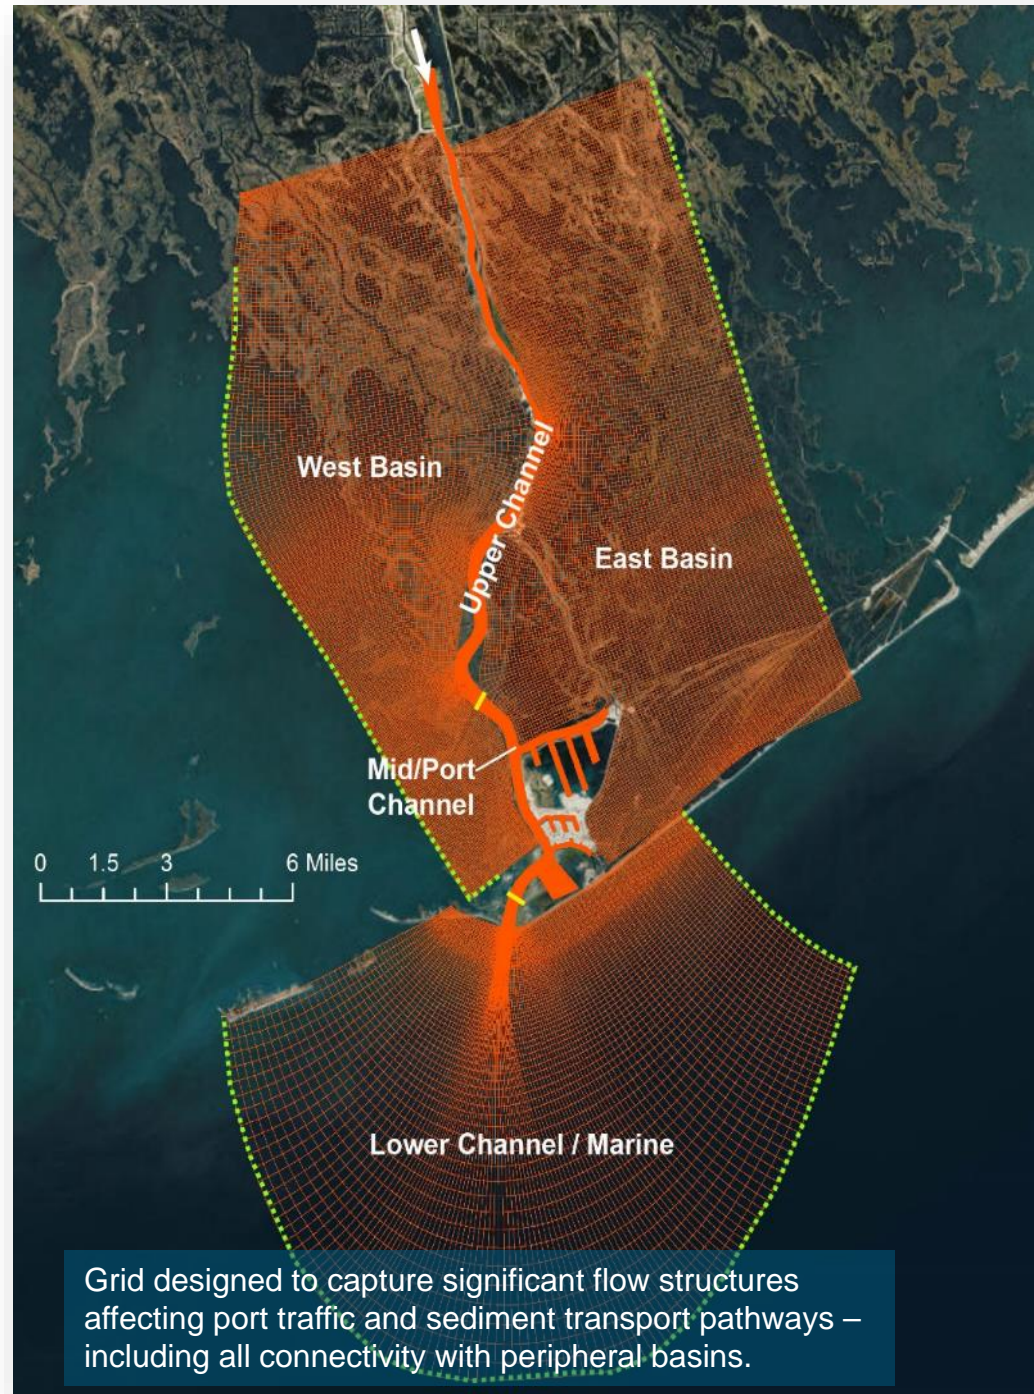 West Basin
Upper Channel
East Basin
Mid/Port
Channel
0 1.5 3 6 Miles
Lower Channel / Marine
Grid designed to capture significant flow structures
affecting port traffic and sediment transport pathways –
including all connectivity with peripheral basins.